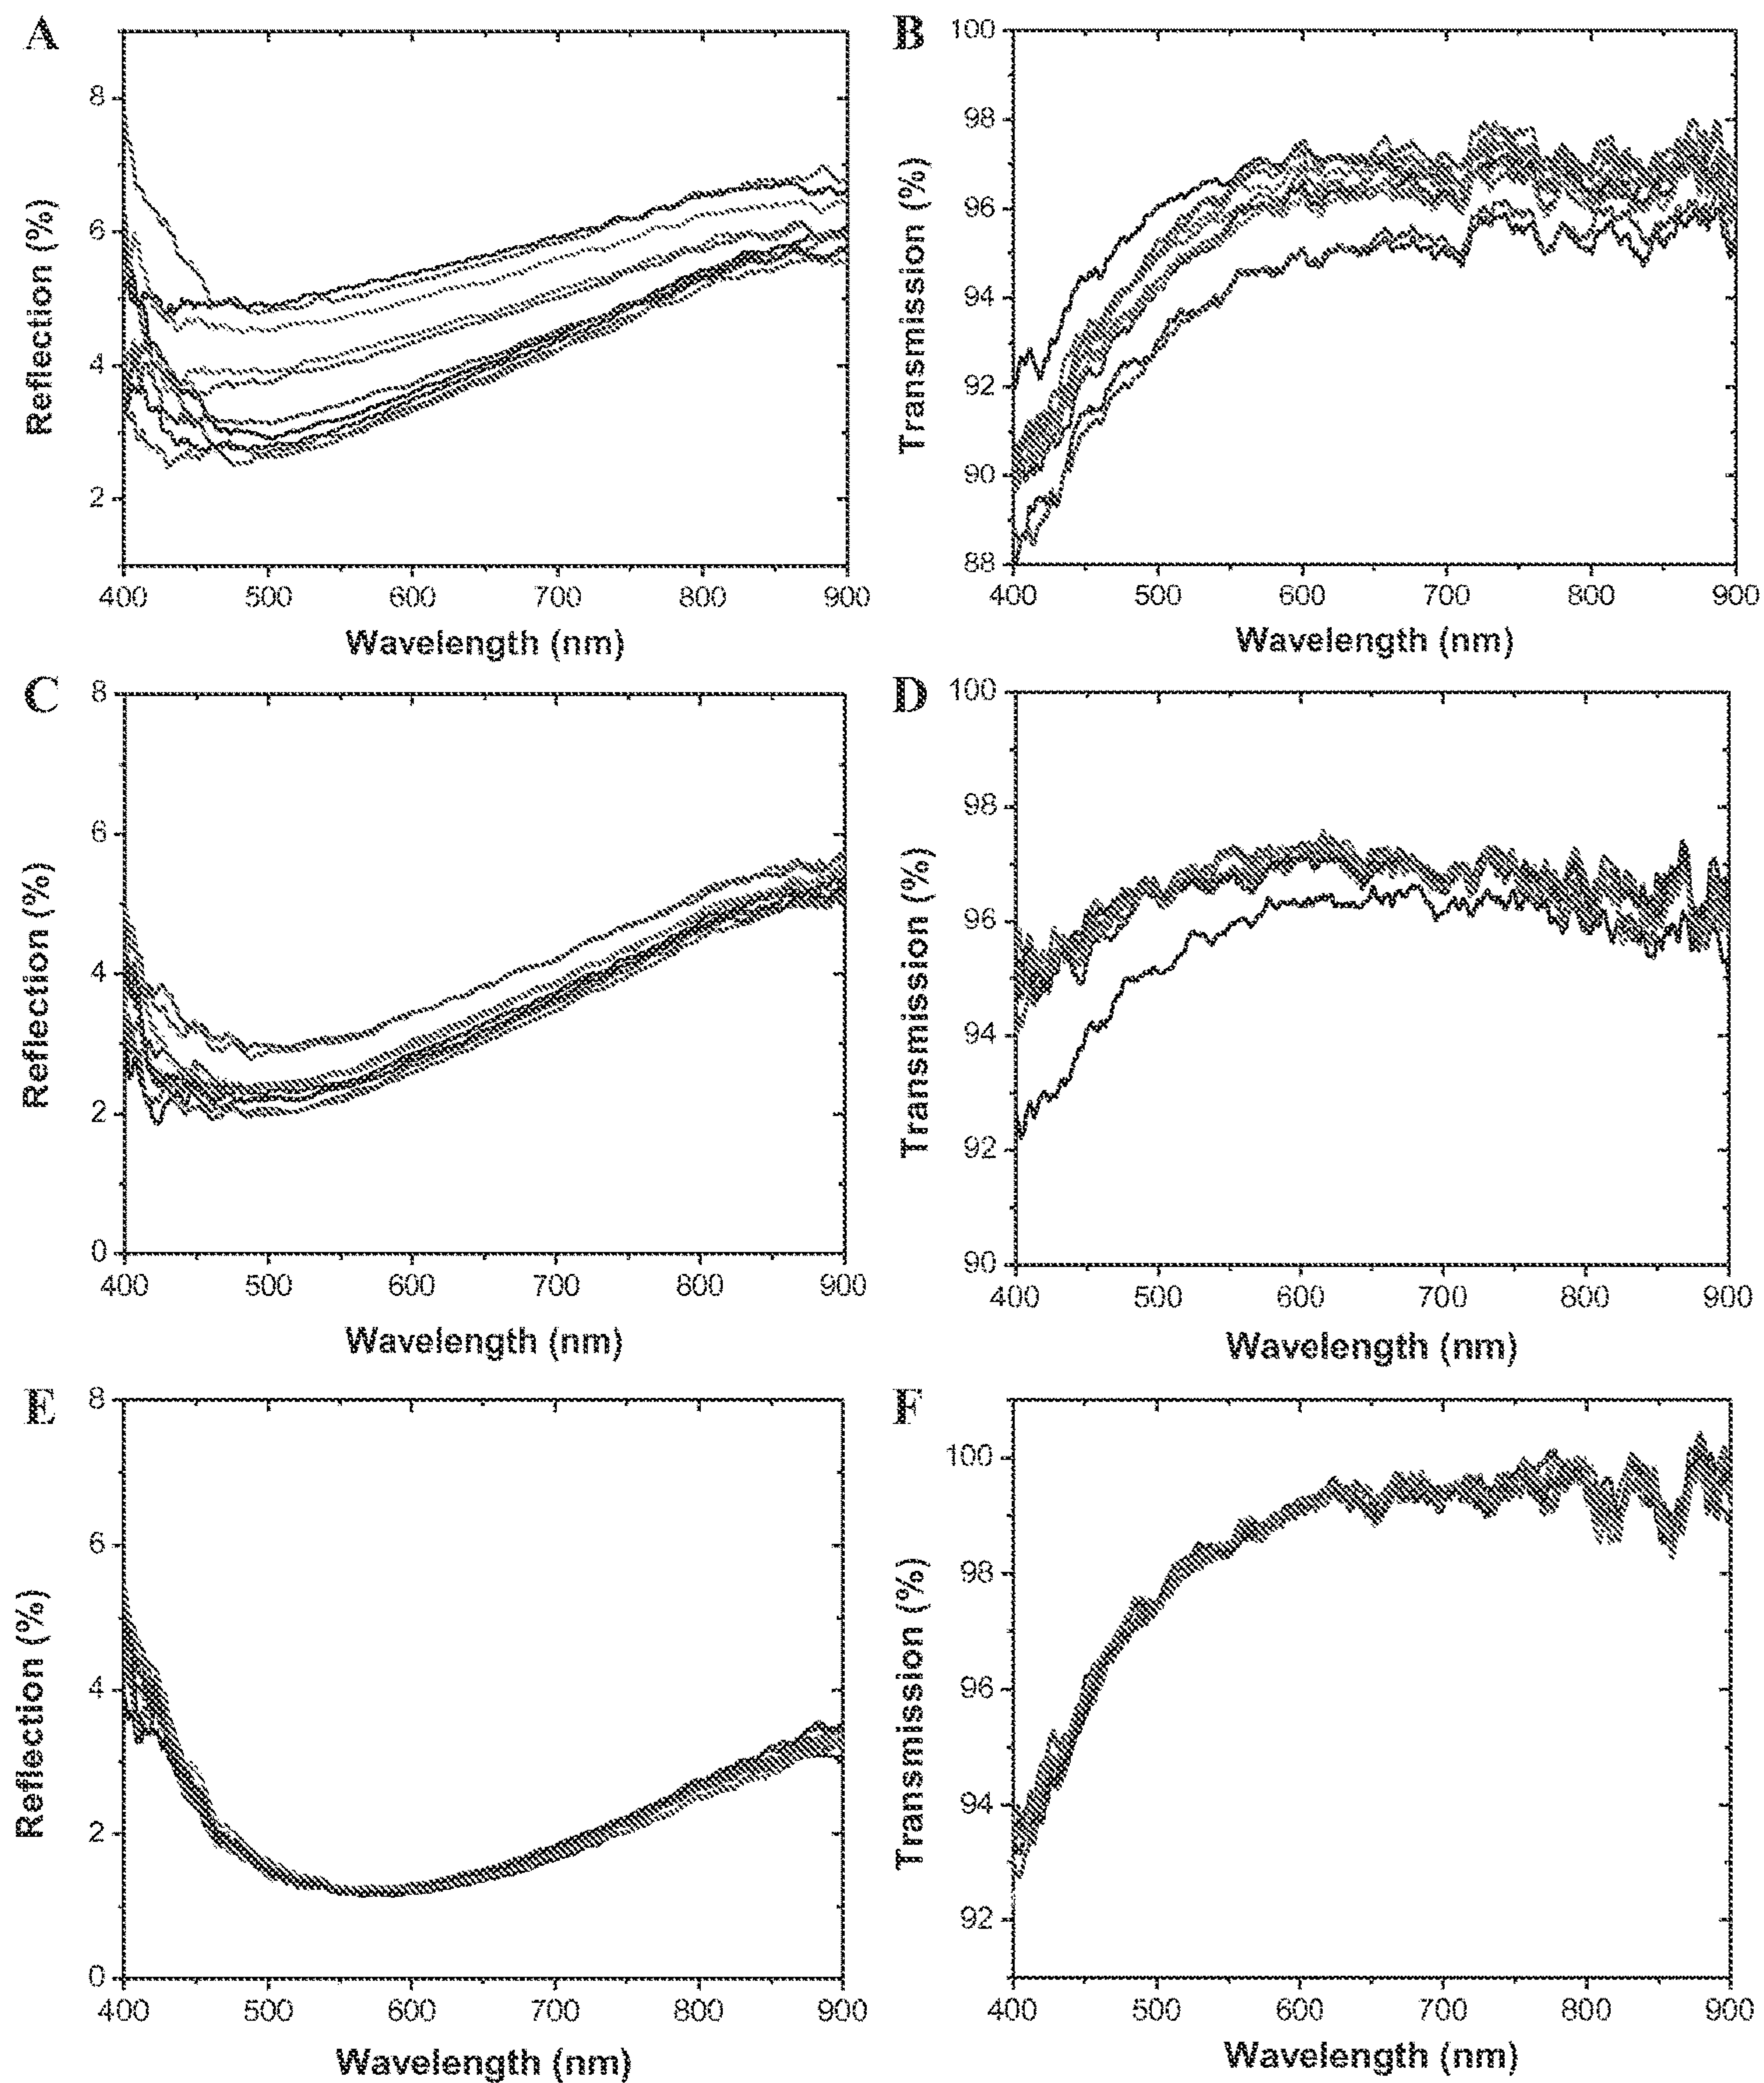 A
B
8
6
4
2
400 500 600 700 800 900
Reflection (%)
Wavelength (nm)
100
98
96
94
92
90
88
400 500 600 700 800 900
Transmission (%)
Wavelength (nm)
C
D
8
6
4
2
0
400 500 600 700 800 900
Reflection (%)
Wavelength (nm)
100
98
96
94
92
90
400 500 600 700 800 900
Transmission (%)
Wavelength (nm)
E
F
8
6
4
2
0
400 500 600 700 800 900
Reflection (%)
Wavelength (nm)
100
98
96
94
92
400 500 600 700 800 900
Transmission (%)
Wavelength (nm)